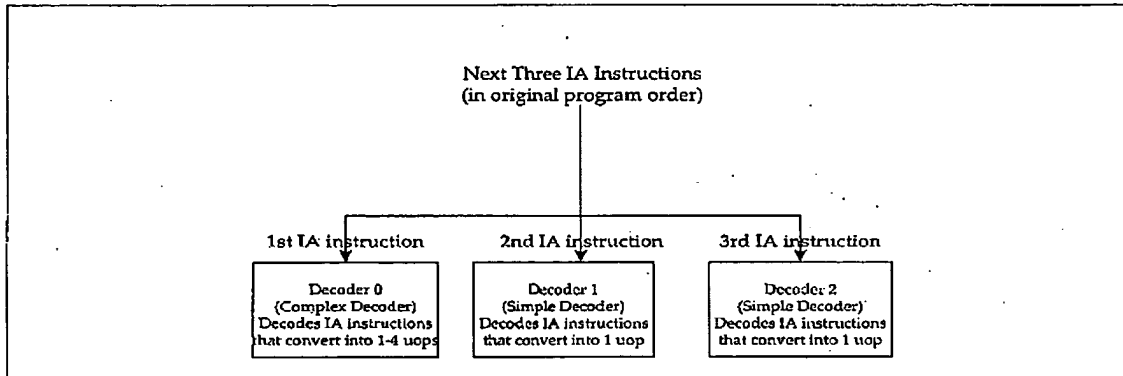 Next Three IA Instructions
(in original program order)
1st IA instruction
2nd IA instruction
3rd IA instruction
Decoder 0
(Complex Decoder)
Decodes IA instructions
that convert into 1-4 uops
Decoder 1
(Simple Decoder)
Decodes IA instructions
that convert into 1 uop
Decoder 2
(Simple Decoder)
Decodes IA instructions
that convert into 1 uop